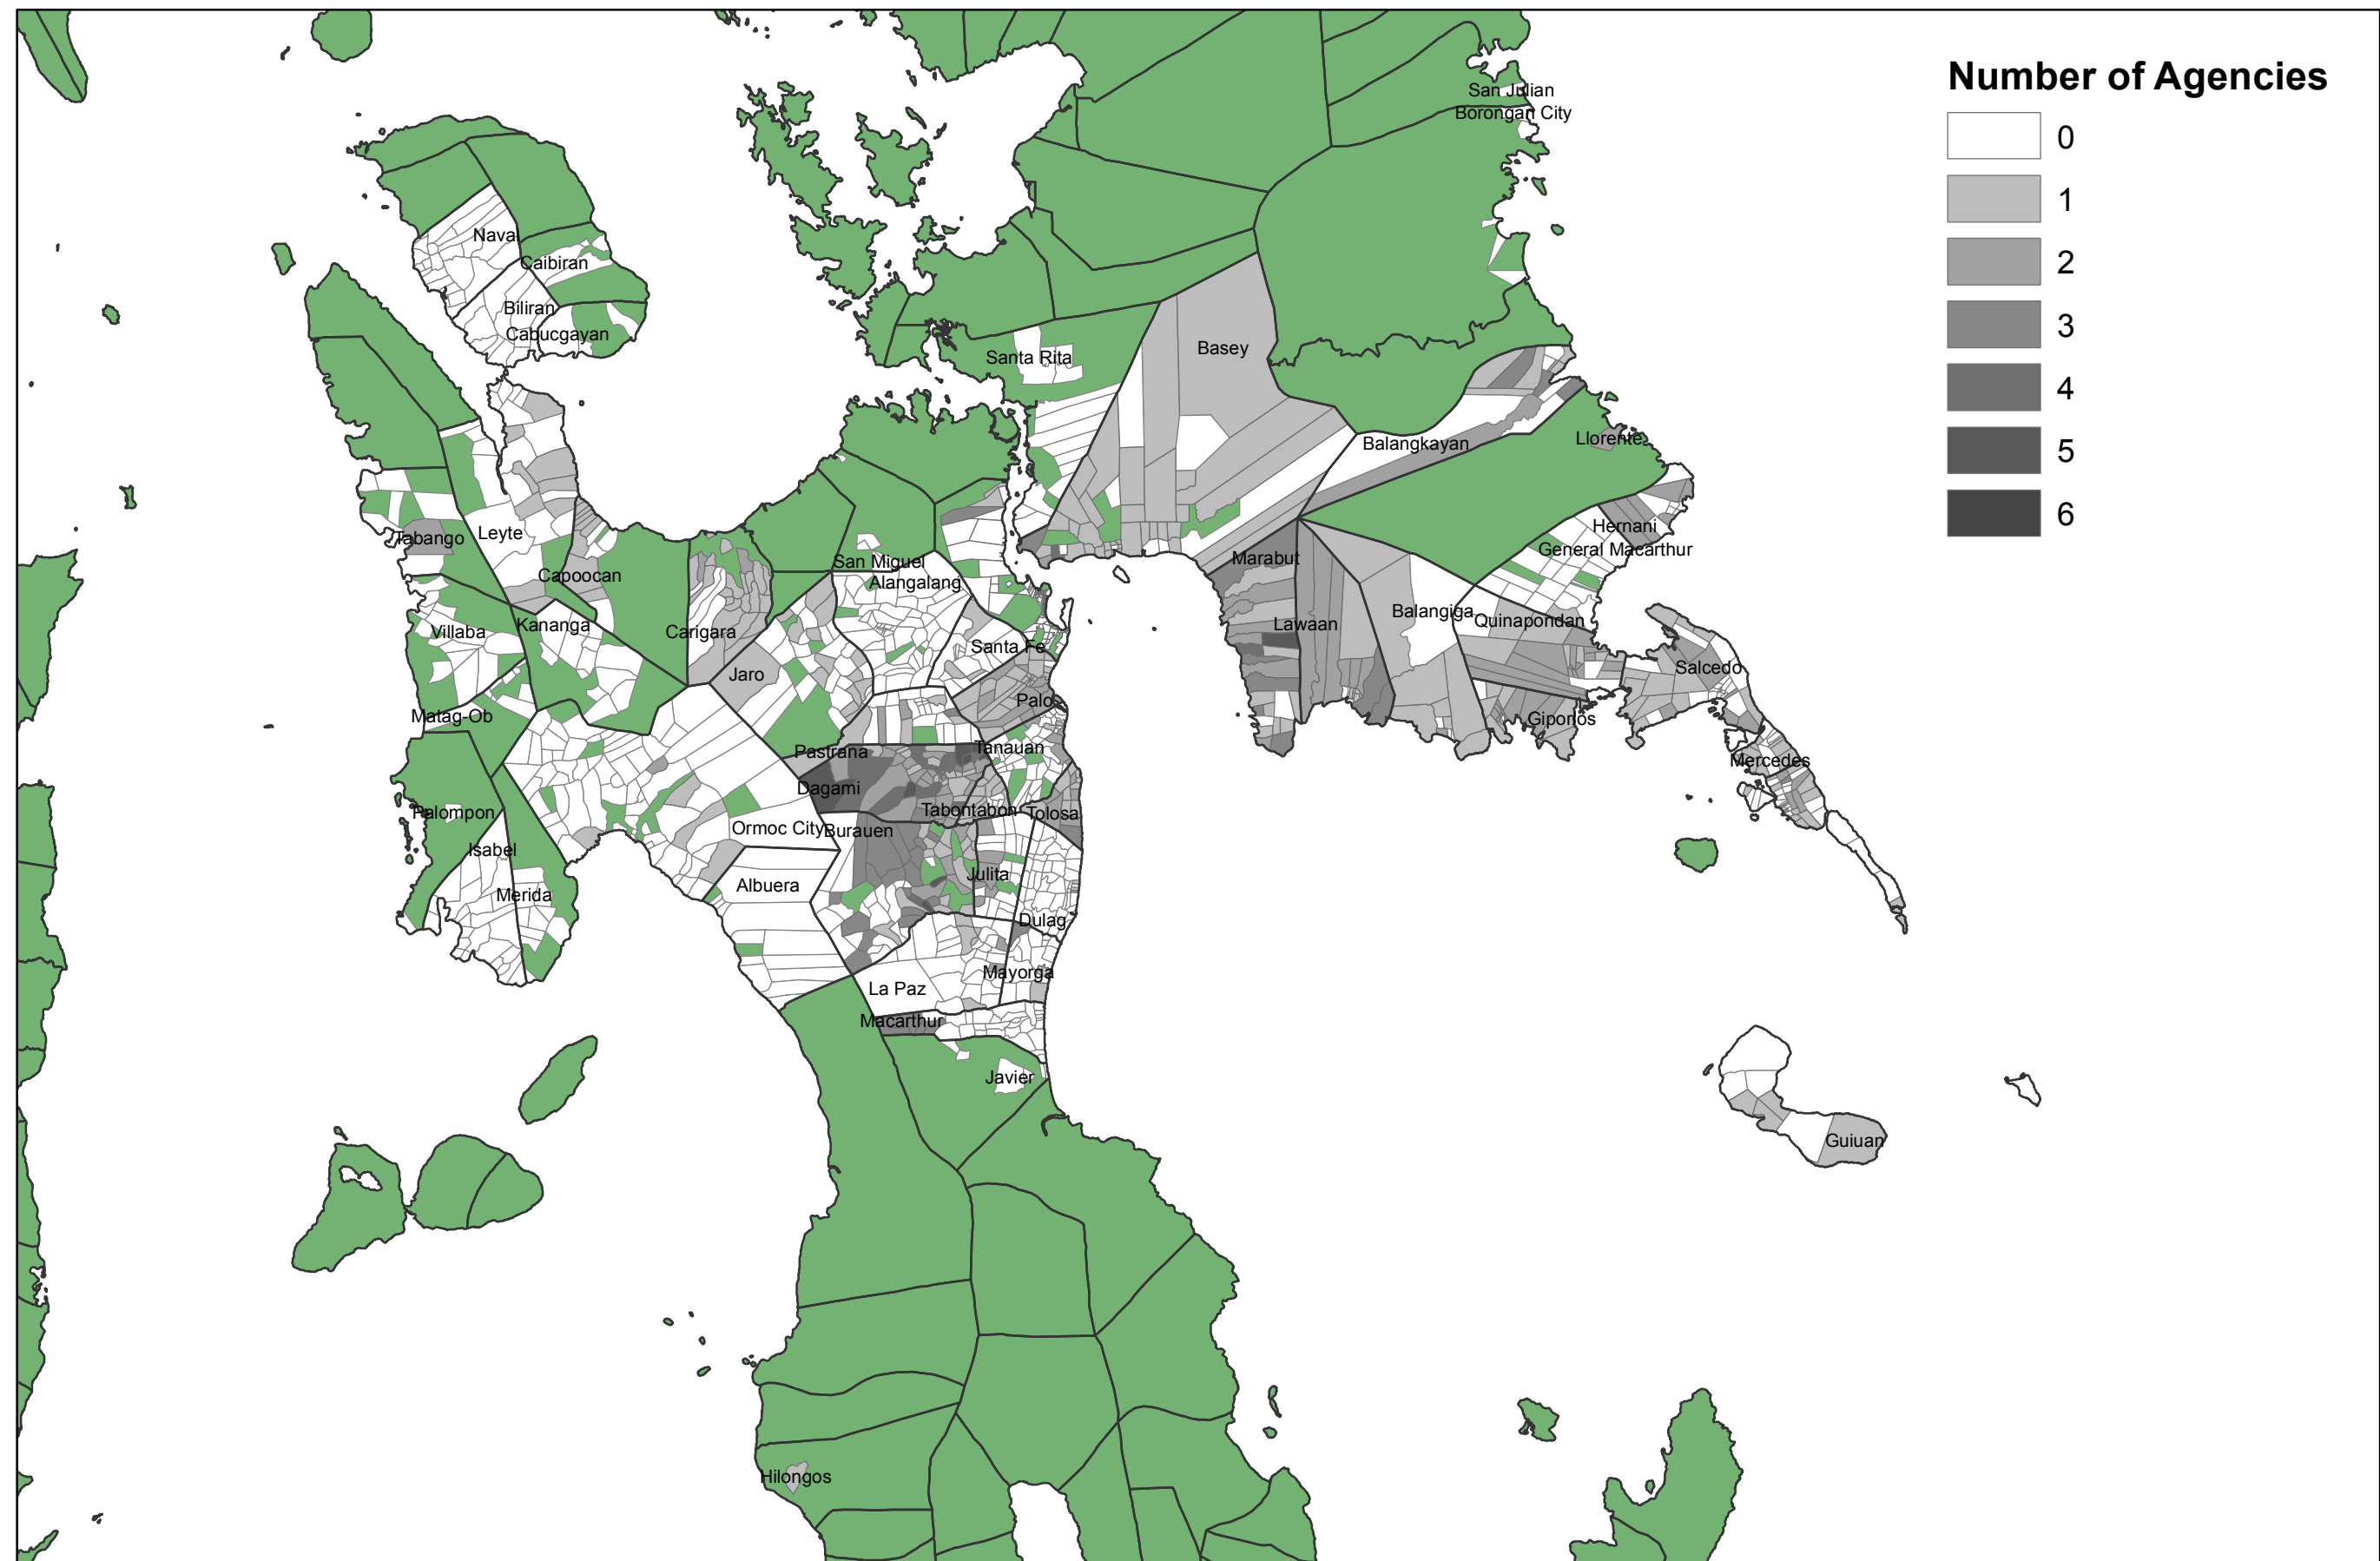 Number of Agencies
0
1
2
3
4
5
6
San Julian
Borongan City
Naval
Caibiran
Biliran
Cabucgayan
Santa Rita
Basey
Balangkayan
Llorente
Tabango
Leyte
Capoocan
San Miguel
Alangalang
Marabut
Hernani
General Macarthur
Villaba
Kananga
Carigara
Santa Fe
Lawaan
Balangiga
Quinapondan
Jaro
Palo
Salcedo
Matag-Ob
Pastrana
Tanauan
Giporlos
Mercedes
Dagami
Palompon
Tabontabon
Tolosa
Ormoc City
Burauen
Isabel
Albuera
Julita
Merida
Dulag
La Paz
Mayorga
Macarthur
Javier
Guiuan
Hilongos